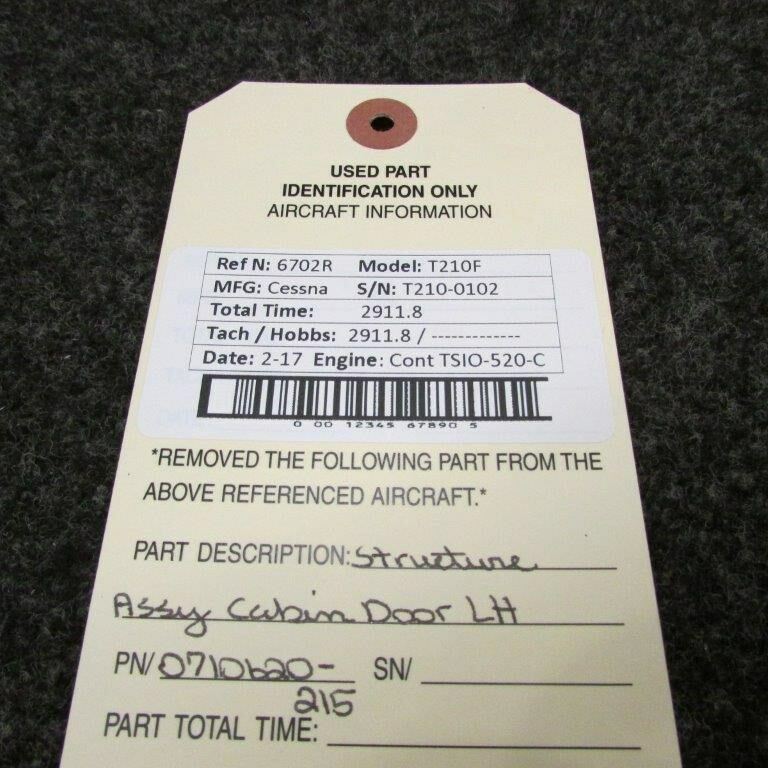 USED PART
IDENTIFICATION ONLY
AIRCRAFT INFORMATION
Ref N: 6702R Model: T210F
MFG: Cessna S/N: T210-0102
Total Time: 2911.8
Tach / Hobbs: 2911.8 / -------------
Date: 2-17 Engine: Cont TSIO-520-C
0 00 12345 67890 5
*REMOVED THE FOLLOWING PART FROM THE
ABOVE REFERENCED AIRCRAFT.*
PART DESCRIPTION: Structure
Assy Cabin Door LH
PN/ 0710620- SN/
215
PART TOTAL TIME: